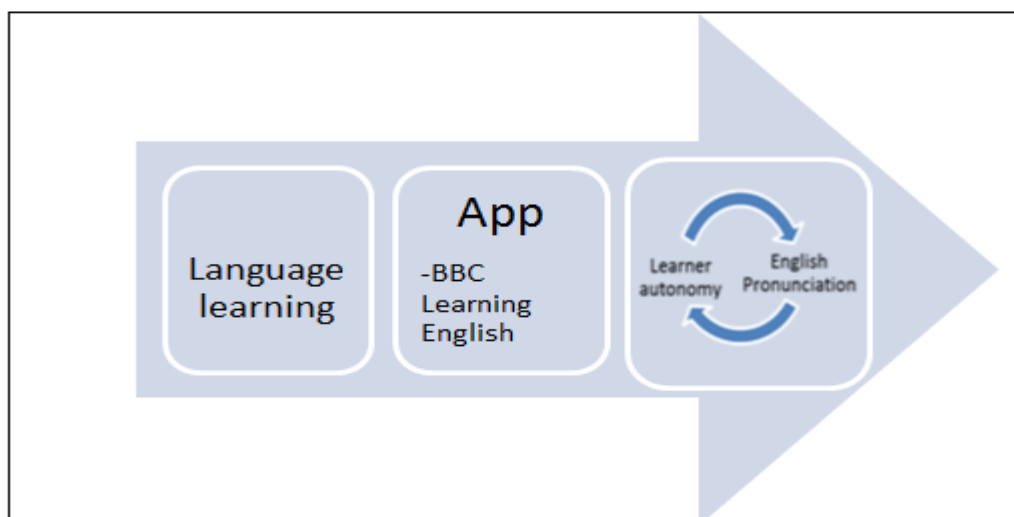 Language
learning
App
-BBC
Learning
English
Learner
autonomy
English
Pronunciation